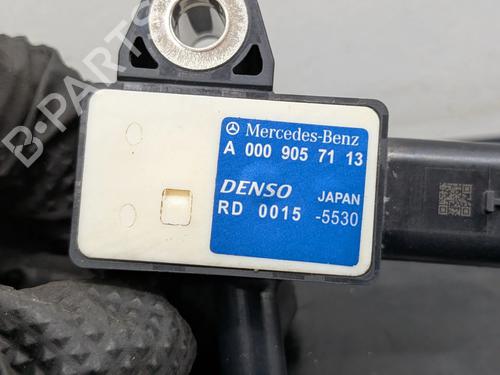 B-PARTS
Mercedes-Benz
A 000 905 71 13
DENSO JAPAN
RD 0015 -5530